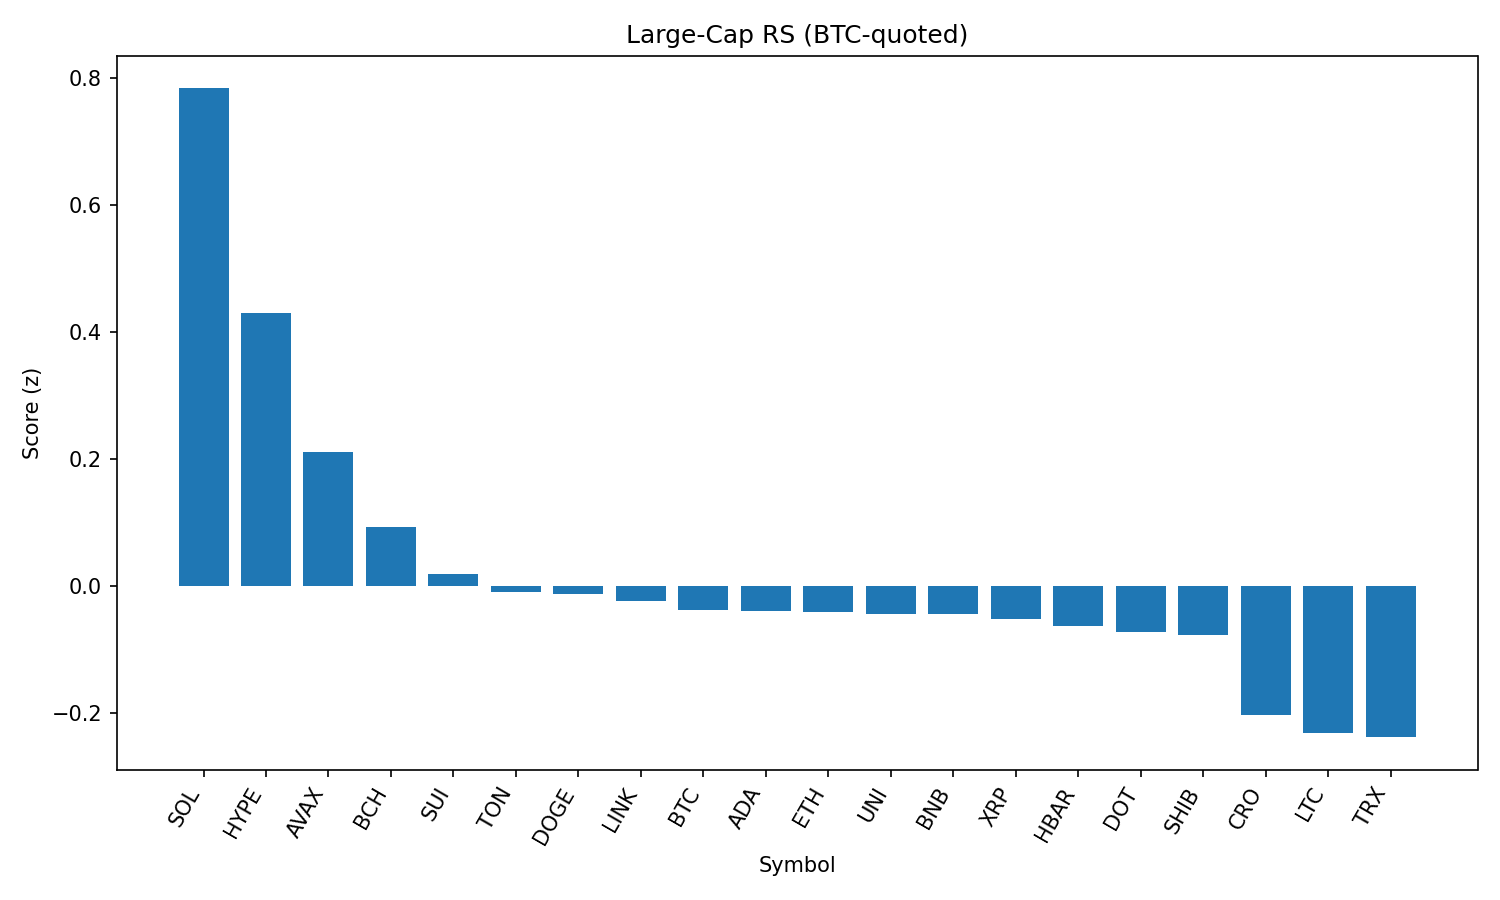 Large-Cap RS (BTC-quoted)
Score (z)
0.8
0.6
0.4
0.2
0.0
−0.2
SOL
HYPE
AVAX
BCH
SUI
TON
DOGE
LINK
BTC
ADA
ETH
UNI
BNB
XRP
HBAR
DOT
SHIB
CRO
LTC
TRX
Symbol